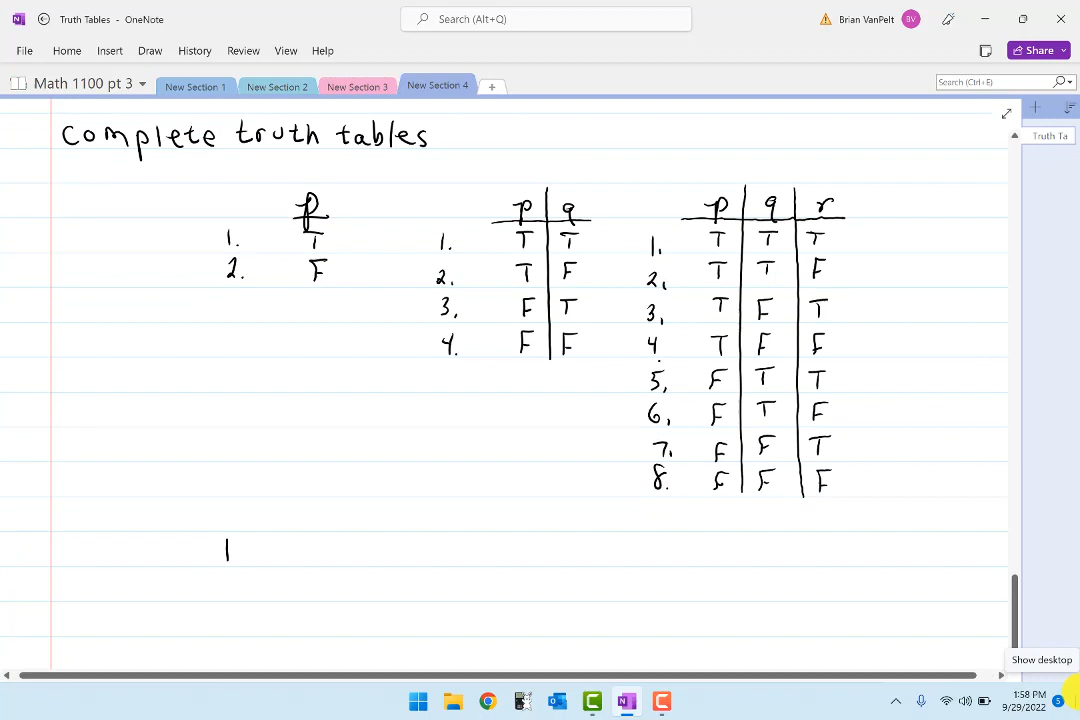 Truth Tables - OneNote
Search (Alt+Q)
Brian VanPelt BV
File Home Insert Draw History Review View Help
Share
Math 1100 pt 3
New Section 1 New Section 2 New Section 3 New Section 4 +
Search (Ctrl+E)
Complete truth tables
Truth Ta
p
1. T
2. F
p q
1. T T
2. T F
3. F T
4. F F
p q r
1. T T T
2. T T F
3. T F T
4. T F F
5. F T T
6. F T F
7. F F T
8. F F F
Show desktop
1:58 PM
9/29/2022
5